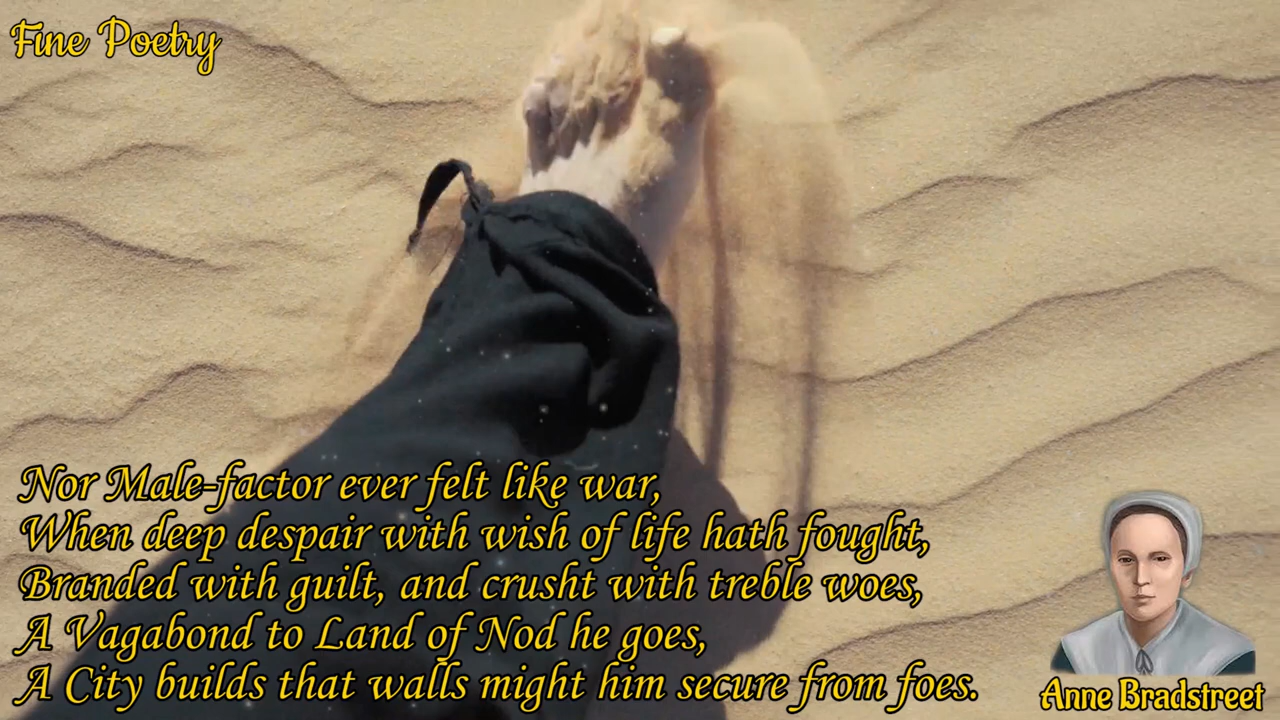 Fine Poetry
Nor Male-factor ever felt like war,
When deep despair with wish of life hath fought,
Branded with guilt, and crusht with treble woes,
A Vagabond to Land of Nod he goes,
A City builds that walls might him secure from foes.
Anne Bradstreet